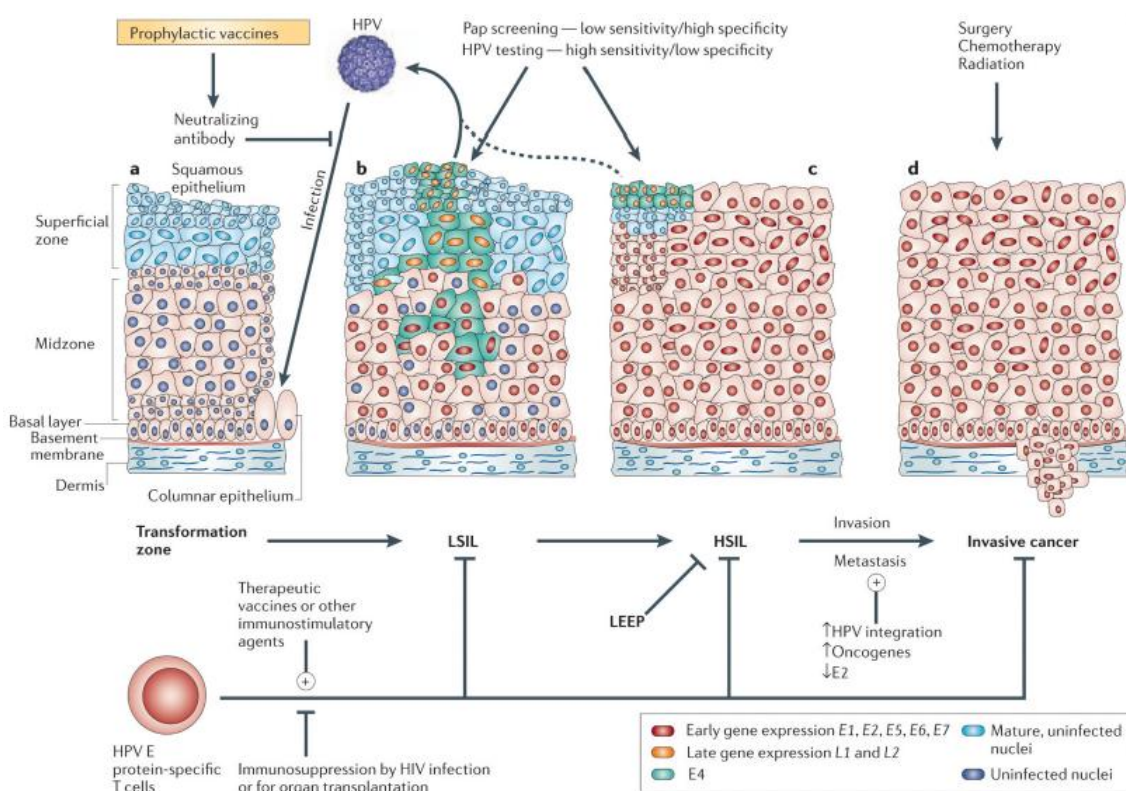 Prophylactic vaccines
HPV
Pap screening — low sensitivity/high specificity
HPV testing — high sensitivity/low specificity
Surgery
Chemotherapy
Radiation
Neutralizing
antibody
Infection
a
Squamous
epithelium
b
c
d
Superficial
zone
Midzone
Basal layer
Basement
membrane
Dermis
Columnar epithelium
Transformation
zone
LSIL
HSIL
Invasion
Metastasis
Invasive cancer
Therapeutic
vaccines or other
immunostimulatory
agents
+
LEEP
+
↑HPV integration
↑Oncogenes
↓E2
HPV E
protein-specific
T cells
Immunosuppression by HIV infection
or for organ transplantation
Early gene expression E1, E2, E5, E6, E7
Late gene expression L1 and L2
E4
Mature, uninfected
nuclei
Uninfected nuclei